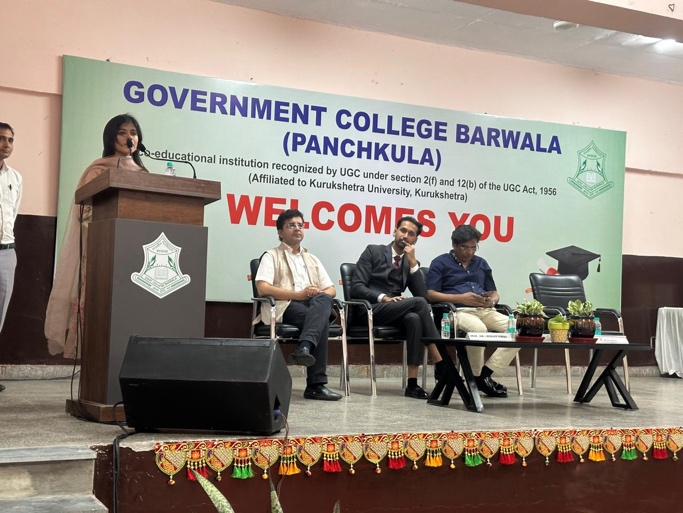 GOVERNMENT COLLEGE BARWALA
(PANCHKULA)
co-educational institution recognized by UGC under section 2(f) and 12(b) of the UGC Act, 1956
(Affiliated to Kurukshetra University, Kurukshetra)
WELCOMES YOU